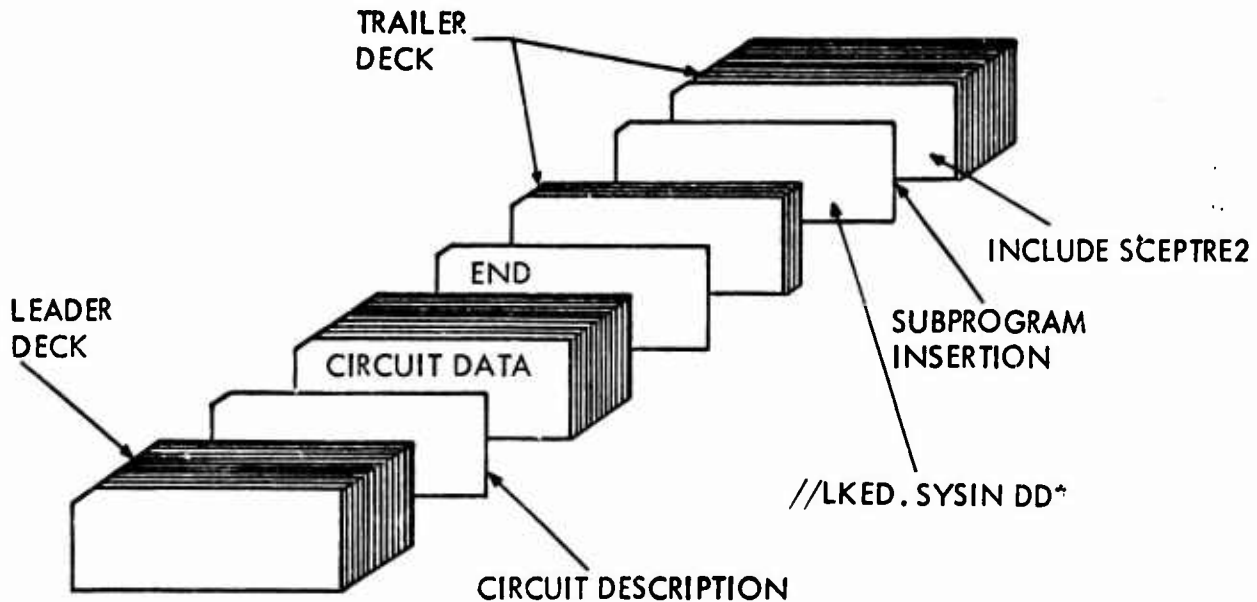 TRAILER
DECK
INCLUDE SCEPTRE2
END
SUBPROGRAM
INSERTION
LEADER
DECK
CIRCUIT DATA
//LKED. SYSIN DD*
CIRCUIT DESCRIPTION